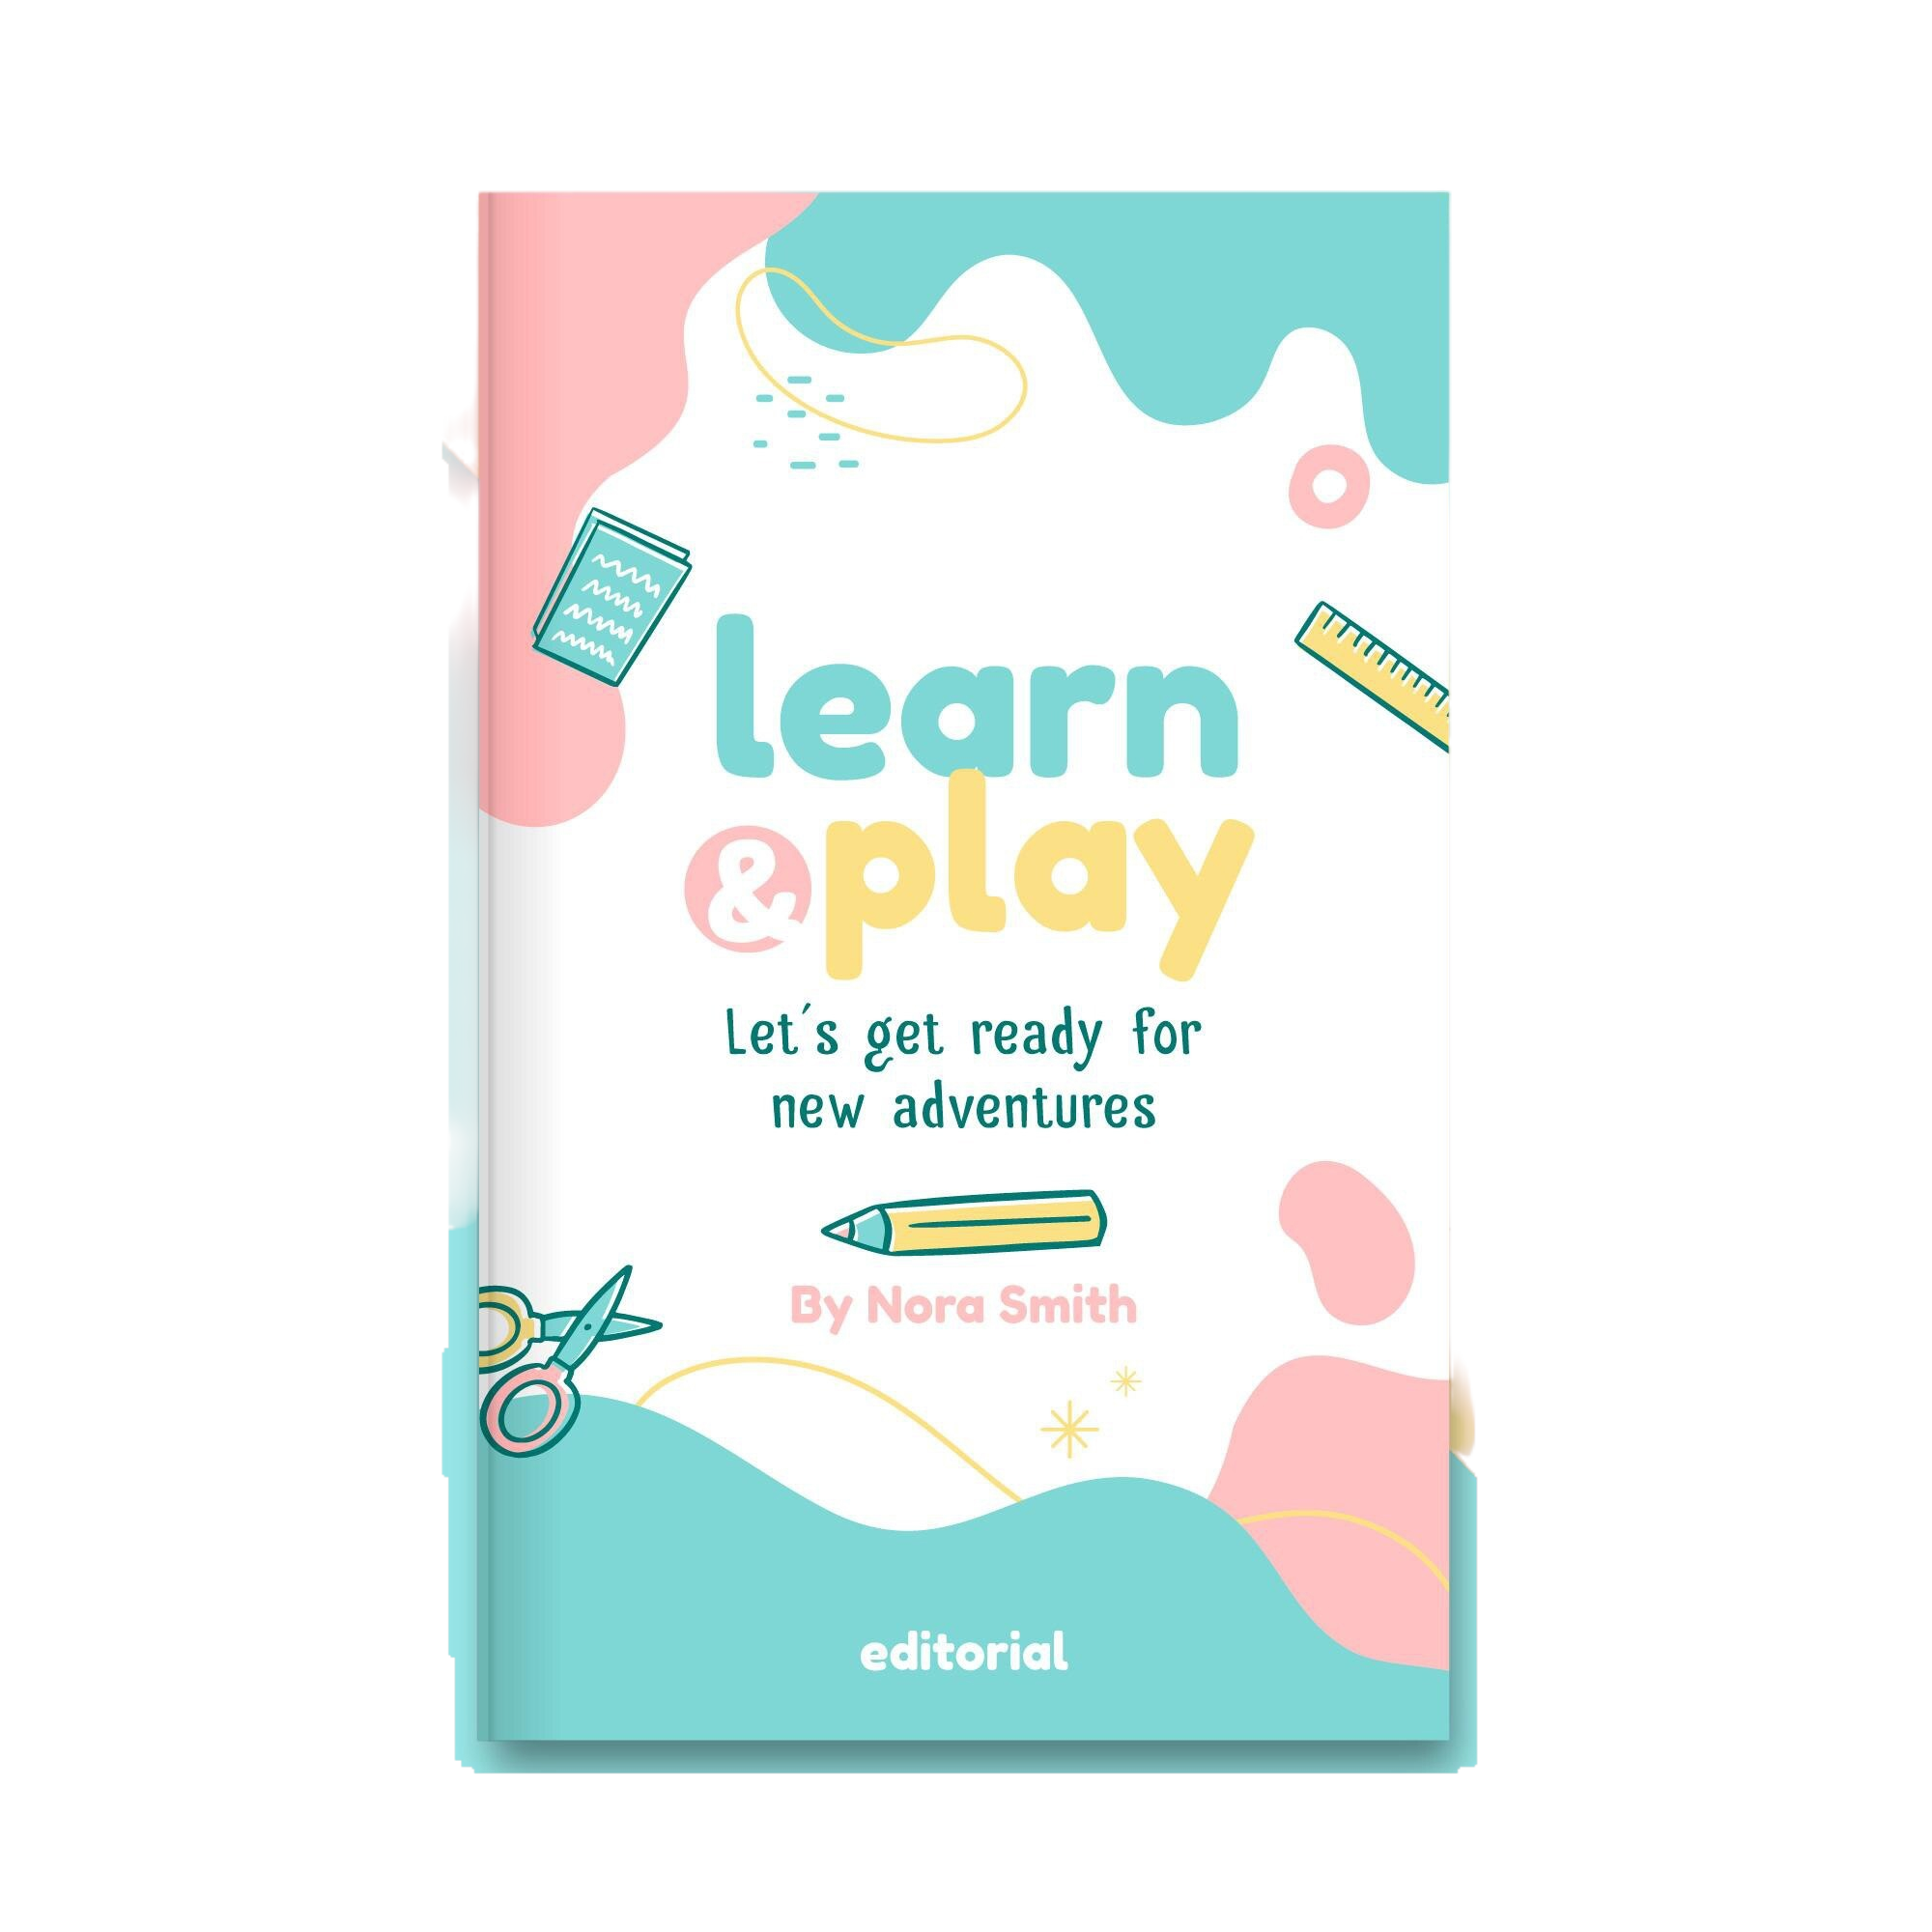 learn
& play
Let´s get ready for
new adventures
By Nora Smith
editorial